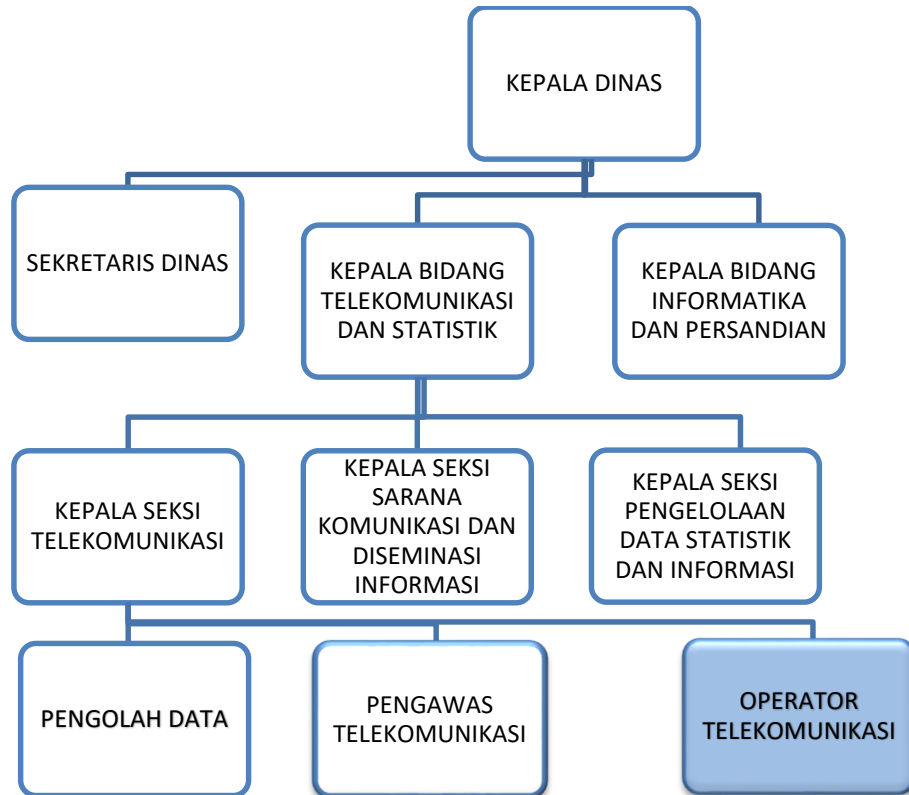 KEPALA DINAS
SEKRETARIS DINAS
KEPALA BIDANG
TELEKOMUNIKASI
DAN STATISTIK
KEPALA BIDANG
INFORMATIKA
DAN PERSANDIAN
KEPALA SEKSI
TELEKOMUNIKASI
KEPALA SEKSI
SARANA
KOMUNIKASI DAN
DISEMINASI
INFORMASI
KEPALA SEKSI
PENGELOLAAN
DATA STATISTIK
DAN INFORMASI
PENGOLAH DATA
PENGAWAS
TELEKOMUNIKASI
OPERATOR
TELEKOMUNIKASI